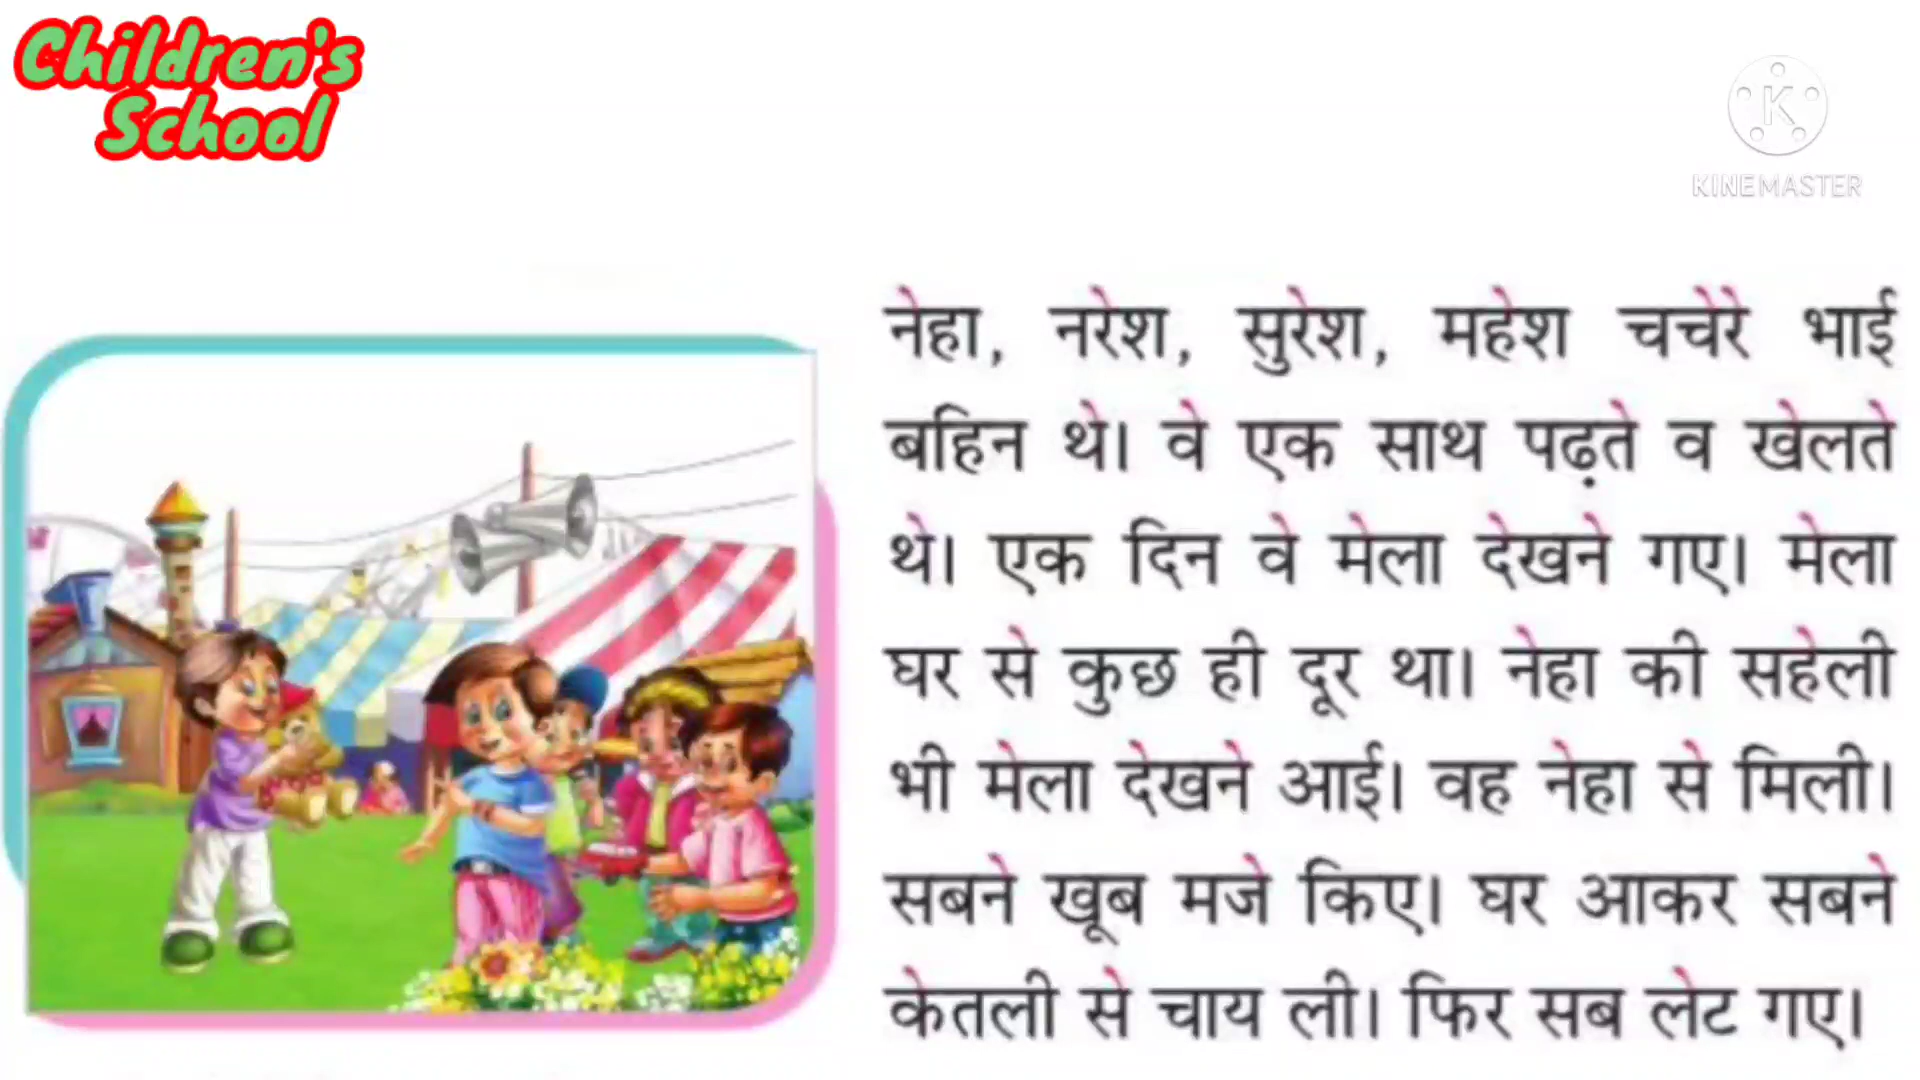 Children's
School
KINEMASTER
नेहा, नरेश, सुरेश, महेश चचेरे भाई
बहिन थे। वे एक साथ पढ़ते व खेलते
थे। एक दिन वे मेला देखने गए। मेला
घर से कुछ ही दूर था। नेहा की सहेली
भी मेला देखने आई। वह नेहा से मिली।
सबने खूब मजे किए। घर आकर सबने
केतली से चाय ली। फिर सब लेट गए।